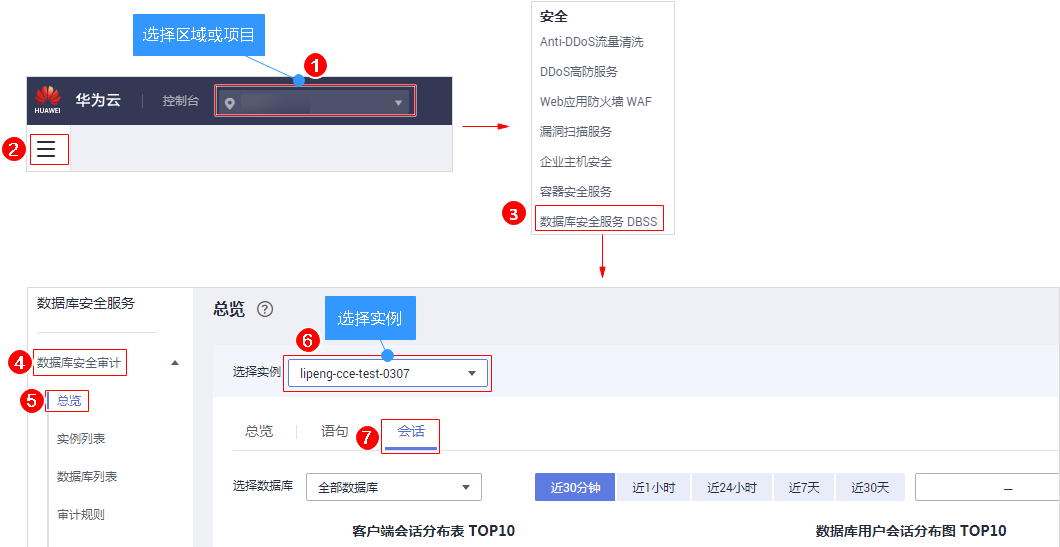 选择区域或项目
1
HUAWEI 华为云 控制台
2
安全
Anti-DDoS流量清洗
DDoS高防服务
Web应用防火墙 WAF
漏洞扫描服务
企业主机安全
容器安全服务
3 数据库安全服务 DBSS
数据库安全服务
4 数据库安全审计
5 总览
实例列表
数据库列表
审计规则
总览 ?
选择实例
6
选择实例 lipeng-cce-test-0307
总览 语句 7 会话
选择数据库 全部数据库 近30分钟 近1小时 近24小时 近7天 近30天 –
客户端会话分布表 TOP10 数据库用户会话分布图 TOP10